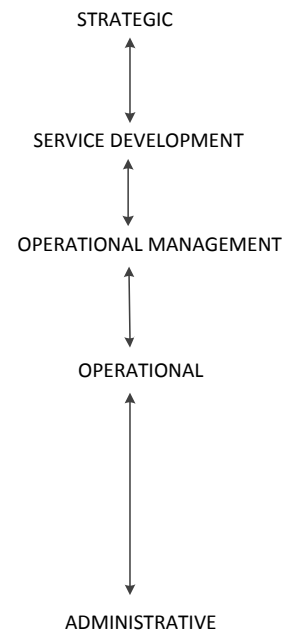 STRATEGIC
SERVICE DEVELOPMENT
OPERATIONAL MANAGEMENT
OPERATIONAL
ADMINISTRATIVE